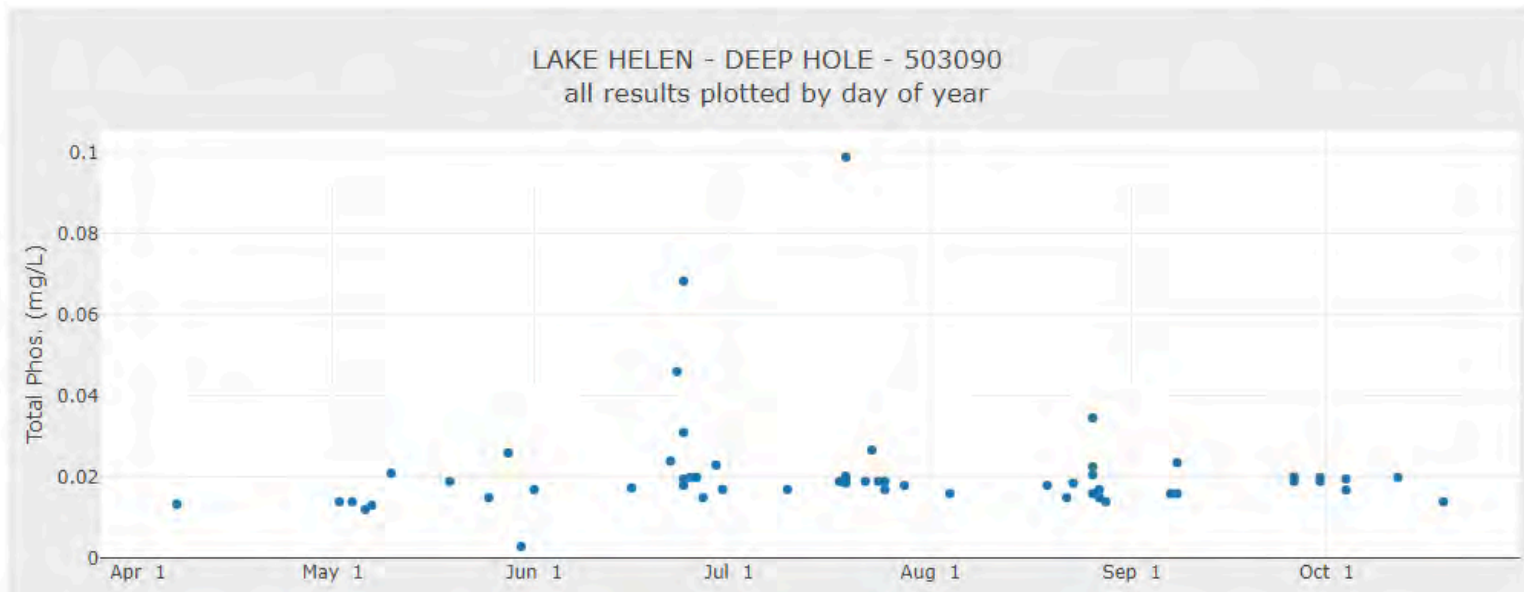 LAKE HELEN - DEEP HOLE - 503090
all results plotted by day of year
Total Phos. (mg/L)
0.1
0.08
0.06
0.04
0.02
0
Apr 1
May 1
Jun 1
Jul 1
Aug 1
Sep 1
Oct 1